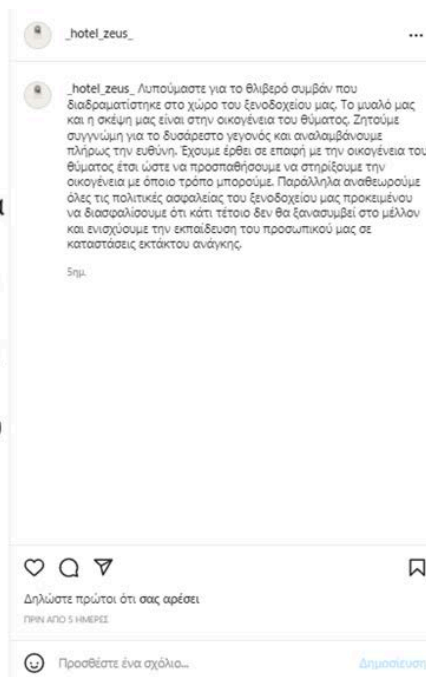 _hotel_zeus_
_hotel_zeus_ Λυπούμαστε για το θλιβερό συμβάν που
διαδραματίστηκε στο χώρο του ξενοδοχείου μας. Το μυαλό μας
και η σκέψη μας είναι στην οικογένεια του θύματος. Ζητούμε
συγγνώμη για το δυσάρεστο γεγονός και αναλαμβάνουμε
πλήρως την ευθύνη. Έχουμε έρθει σε επαφή με την οικογένεια του
θύματος έτσι ώστε να προσπαθήσουμε να στηρίξουμε την
οικογένεια με όποιο τρόπο μπορούμε. Παράλληλα αναθεωρούμε
όλες τις πολιτικές ασφαλείας του ξενοδοχείου μας προκειμένου
να διασφαλίσουμε ότι κάτι τέτοιο δεν θα ξανασυμβεί στο μέλλον
και ενισχύουμε την εκπαίδευση του προσωπικού μας σε
καταστάσεις εκτάκτου ανάγκης.
5ημ.
Δηλώστε πρώτοι ότι σας αρέσει
ΠΡΙΝ ΑΠΟ 5 ΗΜΕΡΕΣ
Προσθέστε ένα σχόλιο... Δημοσίευση